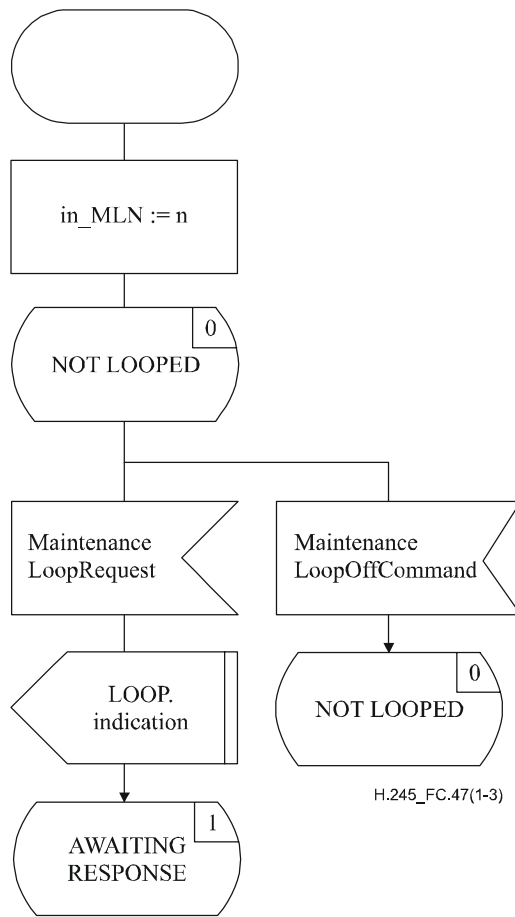 in_MLN := n
0
NOT LOOPED
Maintenance
LoopRequest
Maintenance
LoopOffCommand
LOOP.
indication
0
NOT LOOPED
H.245_FC.47(1-3)
1
AWAITING
RESPONSE